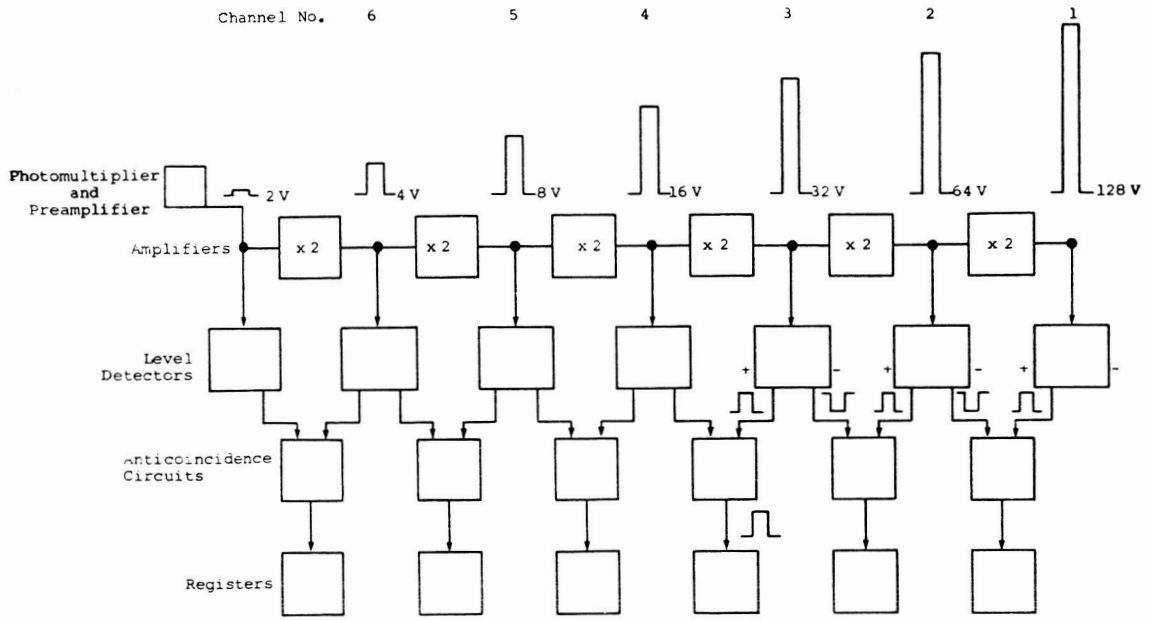 Channel No. 6 5 4 3 2 1
Photomultiplier
and
Preamplifier
2 V 4 V 8 V 16 V 32 V 64 V 128 V
Amplifiers x 2 x 2 x 2 x 2 x 2 x 2
Level
Detectors
+ - + - + -
Anticoincidence
Circuits
Registers